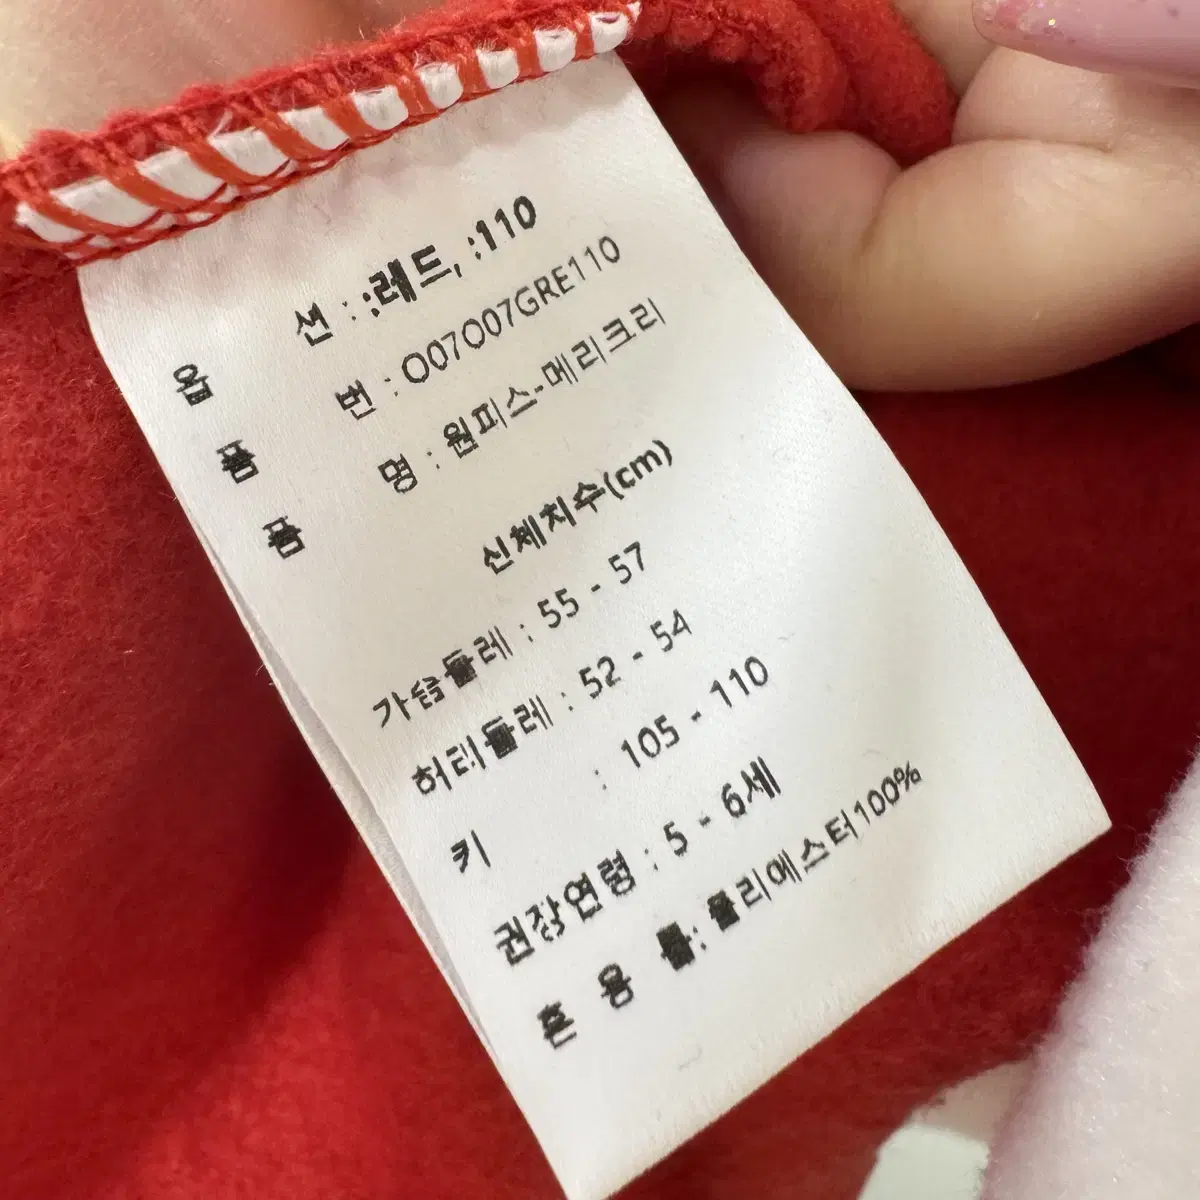 옵 션 : :레드, :110
품 번 : O07O07GRE110
품 명 : 원피스-메리크리
신체치수(cm)
가슴둘레 : 55 - 57
허리둘레 : 52 - 54
키 : 105 - 110
권장연령 : 5 - 6세
혼 용 률 : 폴리에스터100%